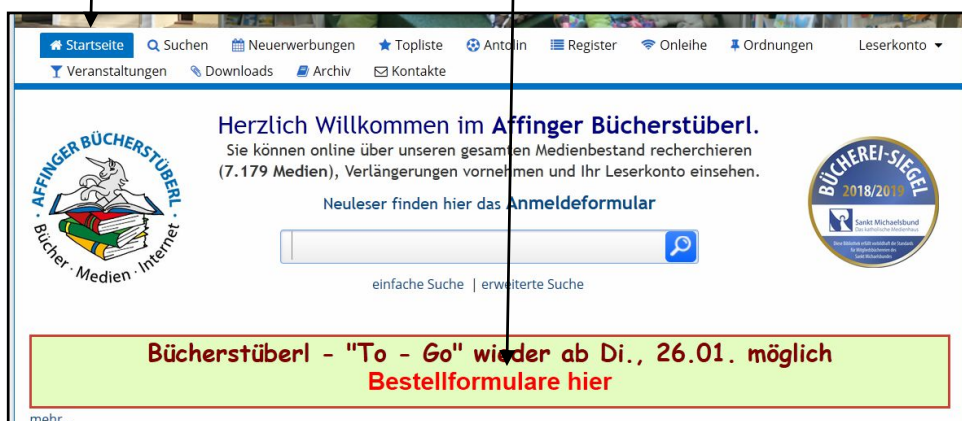 Startseite Suchen Neuerwerbungen Topliste Antolin Register Onleihe Ordnungen Leserkonto
Veranstaltungen Downloads Archiv Kontakte
AFFINGER BÜCHERSTÜBERL
Bücher · Medien · Internet
Herzlich Willkommen im Affinger Bücherstüberl.
Sie können online über unseren gesamten Medienbestand recherchieren
(7.179 Medien), Verlängerungen vornehmen und Ihr Leserkonto einsehen.
Neuleser finden hier das Anmeldeformular
einfache Suche | erweiterte Suche
BÜCHEREI-SIEGEL
2018/2019
Sankt Michaelsbund
Das katholische Medienhaus
Bücherstüberl - "To - Go" wieder ab Di., 26.01. möglich
Bestellformulare hier
mehr